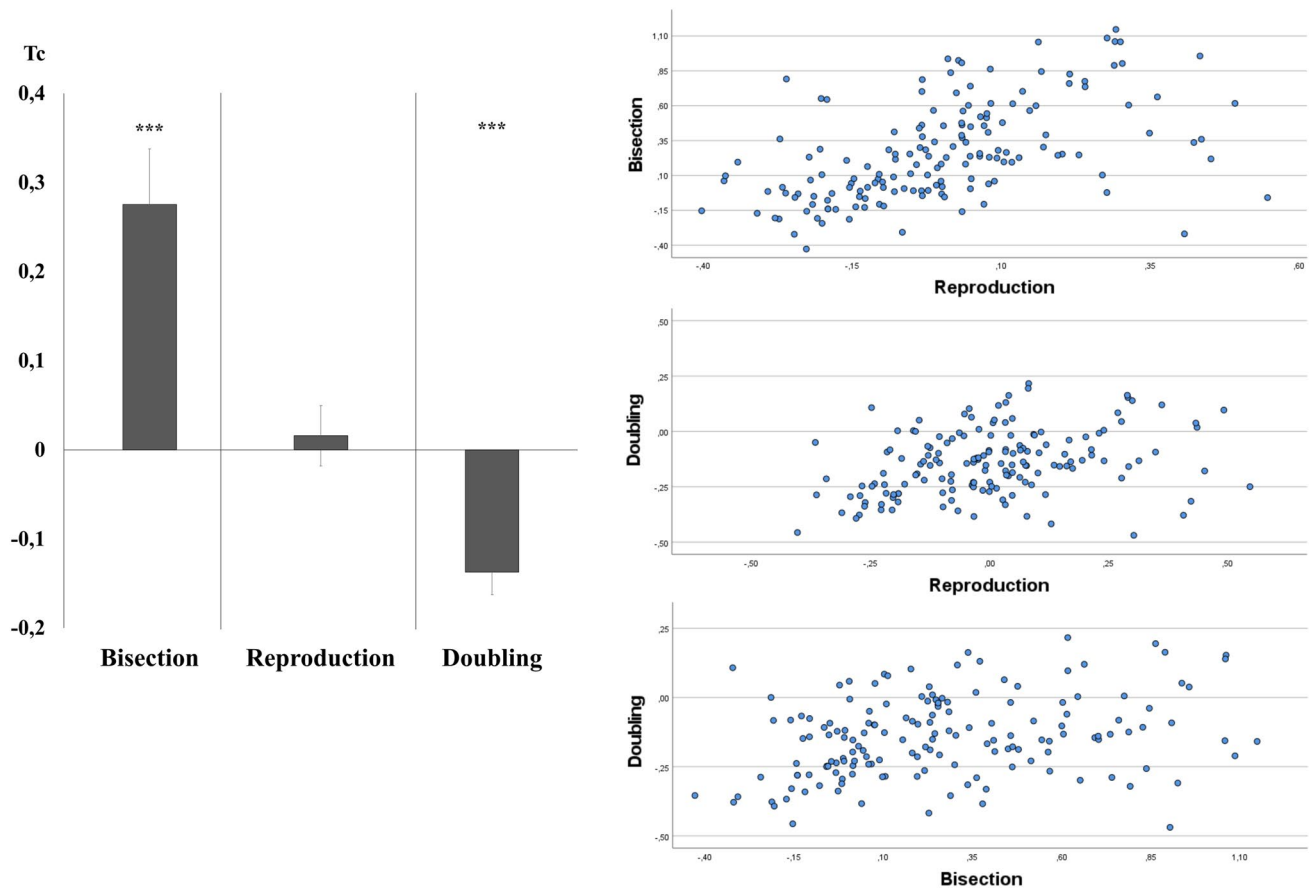 Tc
0,4
0,3
0,2
0,1
0
-0,1
-0,2
***
***
Bisection Reproduction Doubling
Bisection
1,10
,85
,60
,35
,10
-,15
-,40
-,40 -,15 ,10 ,35 ,60
Reproduction
Doubling
,50
,25
,00
-,25
-,50
-,50 -,25 ,00 ,25 ,50
Reproduction
Doubling
,25
,00
-,25
-,50
-,40 -,15 ,10 ,35 ,60 ,85 1,10
Bisection